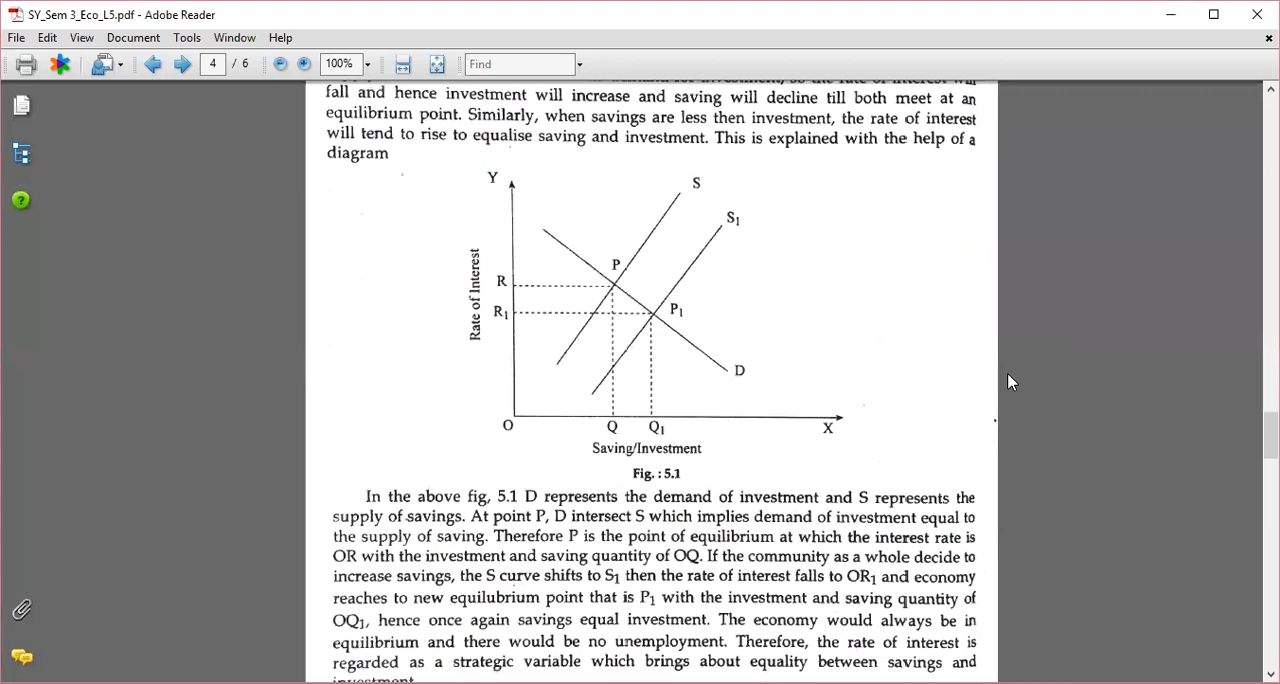 SY_Sem 3_Eco_L5.pdf - Adobe Reader
File Edit View Document Tools Window Help
4 / 6 100% Find
fall and hence investment will increase and saving will decline till both meet at an
equilibrium point. Similarly, when savings are less then investment, the rate of interest
will tend to rise to equalise saving and investment. This is explained with the help of a
diagram
Y
S
S1
P
R
R1
P1
Rate of Interest
D
O Q Q1 X
Saving/Investment
Fig. : 5.1
In the above fig, 5.1 D represents the demand of investment and S represents the
supply of savings. At point P, D intersect S which implies demand of investment equal to
the supply of saving. Therefore P is the point of equilibrium at which the interest rate is
OR with the investment and saving quantity of OQ. If the community as a whole decide to
increase savings, the S curve shifts to S1 then the rate of interest falls to OR1 and economy
reaches to new equilubrium point that is P1 with the investment and saving quantity of
OQ1, hence once again savings equal investment. The economy would always be in
equilibrium and there would be no unemployment. Therefore, the rate of interest is
regarded as a strategic variable which brings about equality between savings and